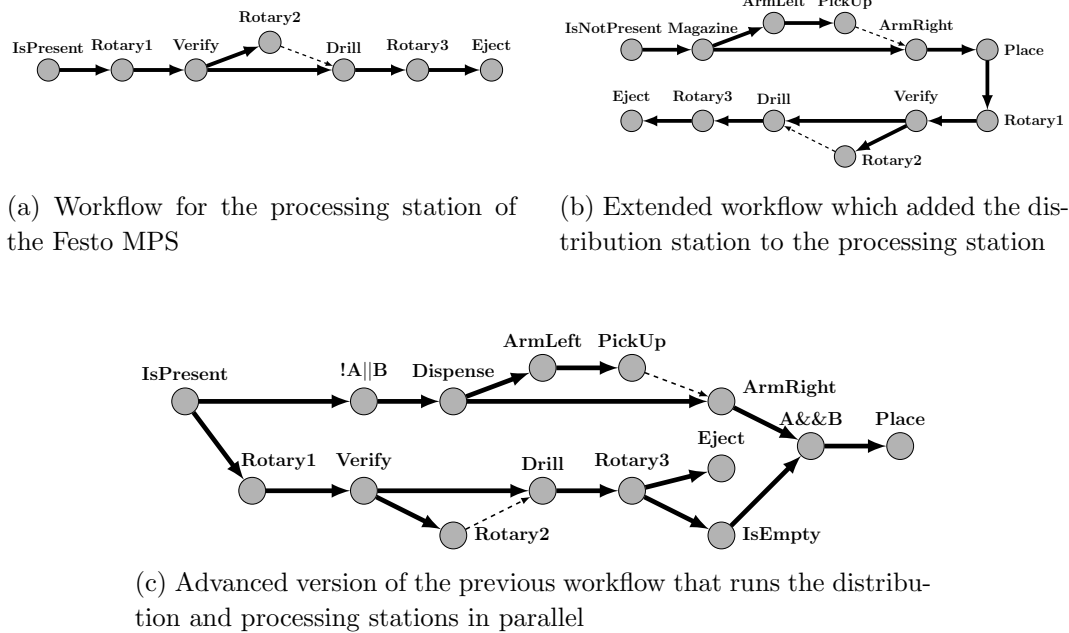 Rotary2
IsPresent Rotary1 Verify Drill Rotary3 Eject
(a) Workflow for the processing station of
the Festo MPS
ArmLeft PickUp
IsNotPresent Magazine ArmRight
Place
Eject Rotary3 Drill Verify
Rotary1
Rotary2
(b) Extended workflow which added the dis-
tribution station to the processing station
ArmLeft PickUp
IsPresent !A||B Dispense
ArmRight
A&&B Place
Eject
Rotary1 Verify Drill Rotary3
Rotary2 IsEmpty
(c) Advanced version of the previous workflow that runs the distribu-
tion and processing stations in parallel